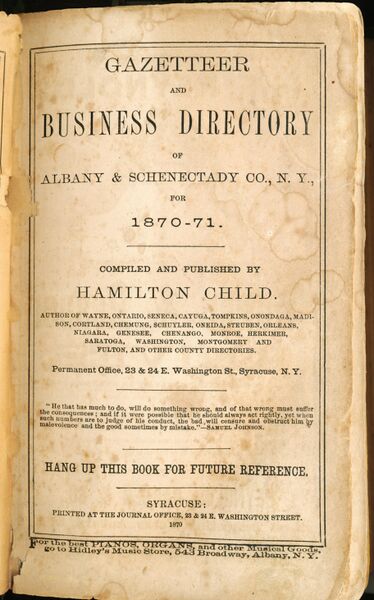 GAZETTEER
AND
BUSINESS DIRECTORY
OF
ALBANY & SCHENECTADY CO., N. Y.,
FOR
1870-71.
COMPILED AND PUBLISHED BY
HAMILTON CHILD.
AUTHOR OF WAYNE, ONTARIO, SENECA, CAYUGA, TOMPKINS, ONONDAGA, MADI-
SON, CORTLAND, CHEMUNG, SCHUYLER, ONEIDA, STEUBEN, ORLEANS,
NIAGARA, GENESEE, CHENANGO, MONROE, HERKIMER,
SARATOGA, WASHINGTON, MONTGOMERY AND
FULTON, AND OTHER COUNTY DIRECTORIES.
Permanent Office, 23 & 24 E. Washington St., Syracuse, N. Y.
"He that has much to do, will do something wrong, and of that wrong must suffer
the consequences; and if it were possible that he should always act rightly, yet when
such numbers are to judge of his conduct, the bad will censure and obstruct him by
malevolence and the good sometimes by mistake."—SAMUEL JOHNSON.
HANG UP THIS BOOK FOR FUTURE REFERENCE.
SYRACUSE:
PRINTED AT THE JOURNAL OFFICE, 23 & 24 E. WASHINGTON STREET.
1870
For the best PIANOS, ORGANS, and other Musical Goods,
go to Hidley's Music Store, 543 Broadway, Albany, N. Y.